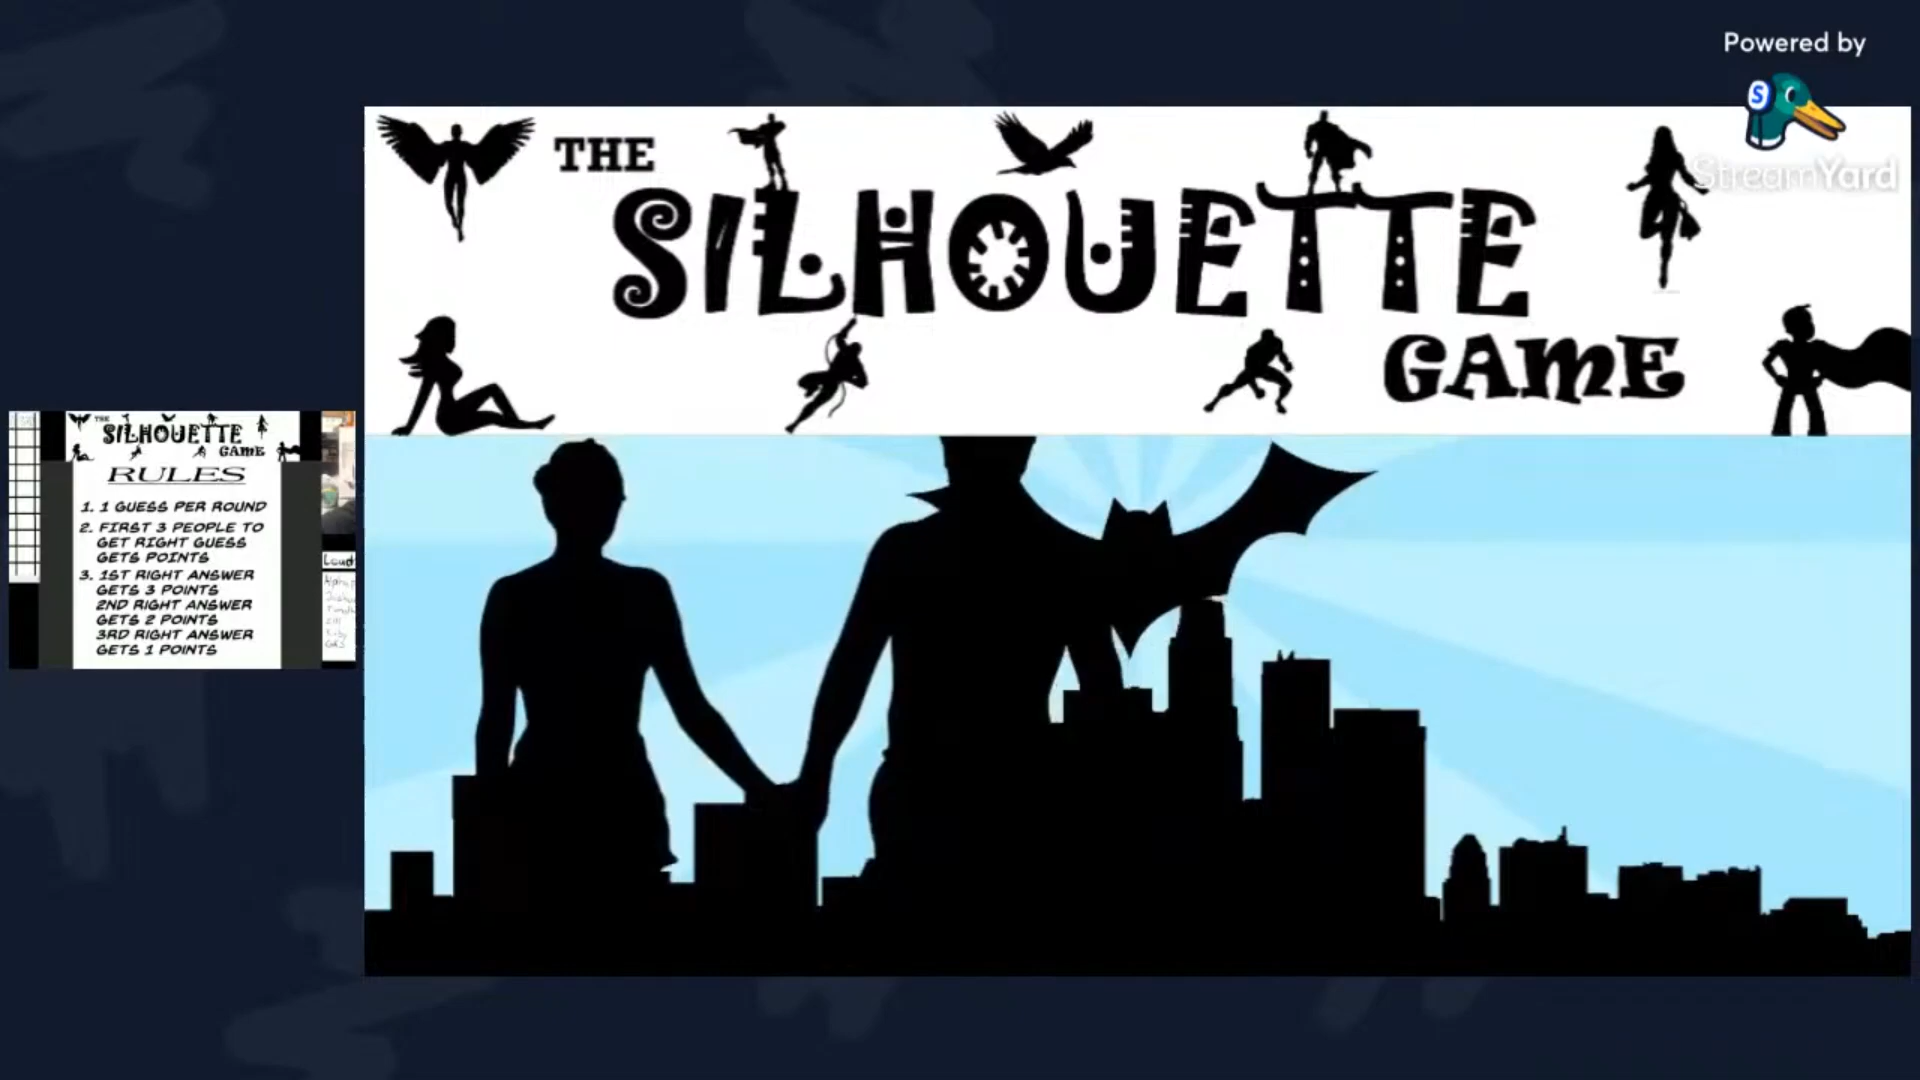 Powered by
StreamYard
THE
SILHOUETTE
GAME
THE
SILHOUETTE
GAME
RULES
1. 1 GUESS PER ROUND
2. FIRST 3 PEOPLE TO
GET RIGHT GUESS
GETS POINTS
3. 1ST RIGHT ANSWER
GETS 3 POINTS
2ND RIGHT ANSWER
GETS 2 POINTS
3RD RIGHT ANSWER
GETS 1 POINTS